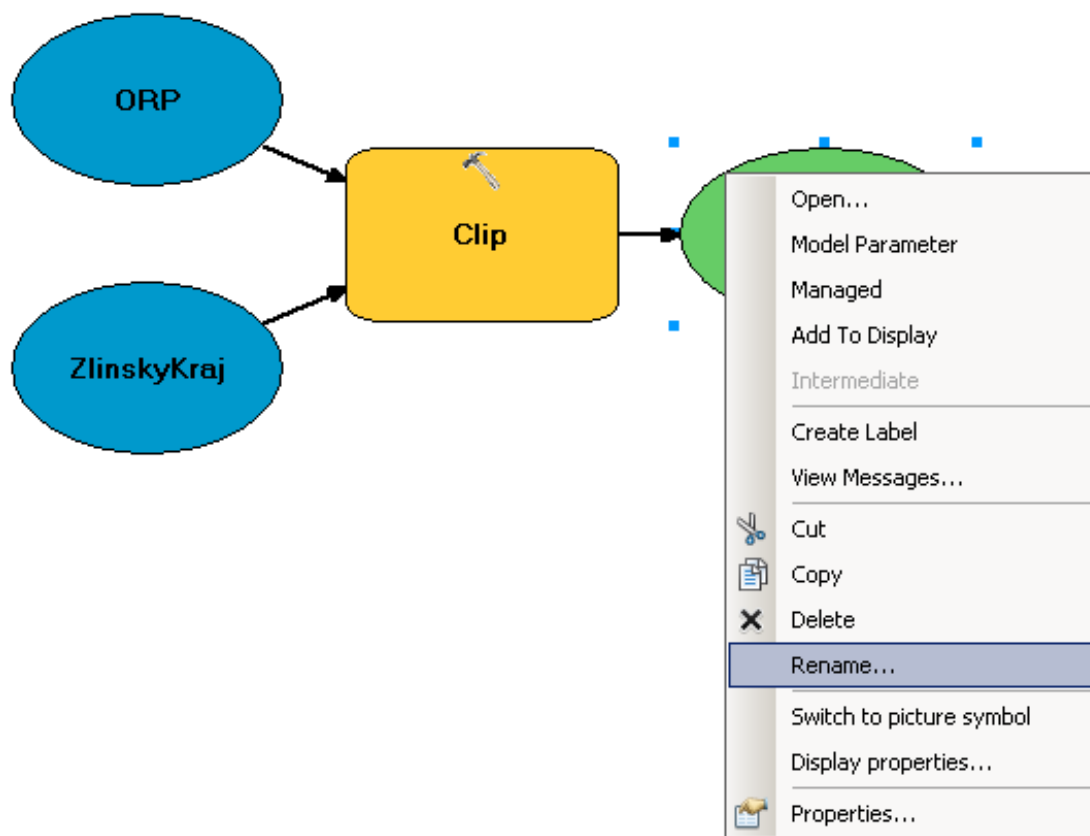 ORP
Clip
ZlinskyKraj
Open...
Model Parameter
Managed
Add To Display
Intermediate
Create Label
View Messages...
Cut
Copy
Delete
Rename...
Switch to picture symbol
Display properties...
Properties...